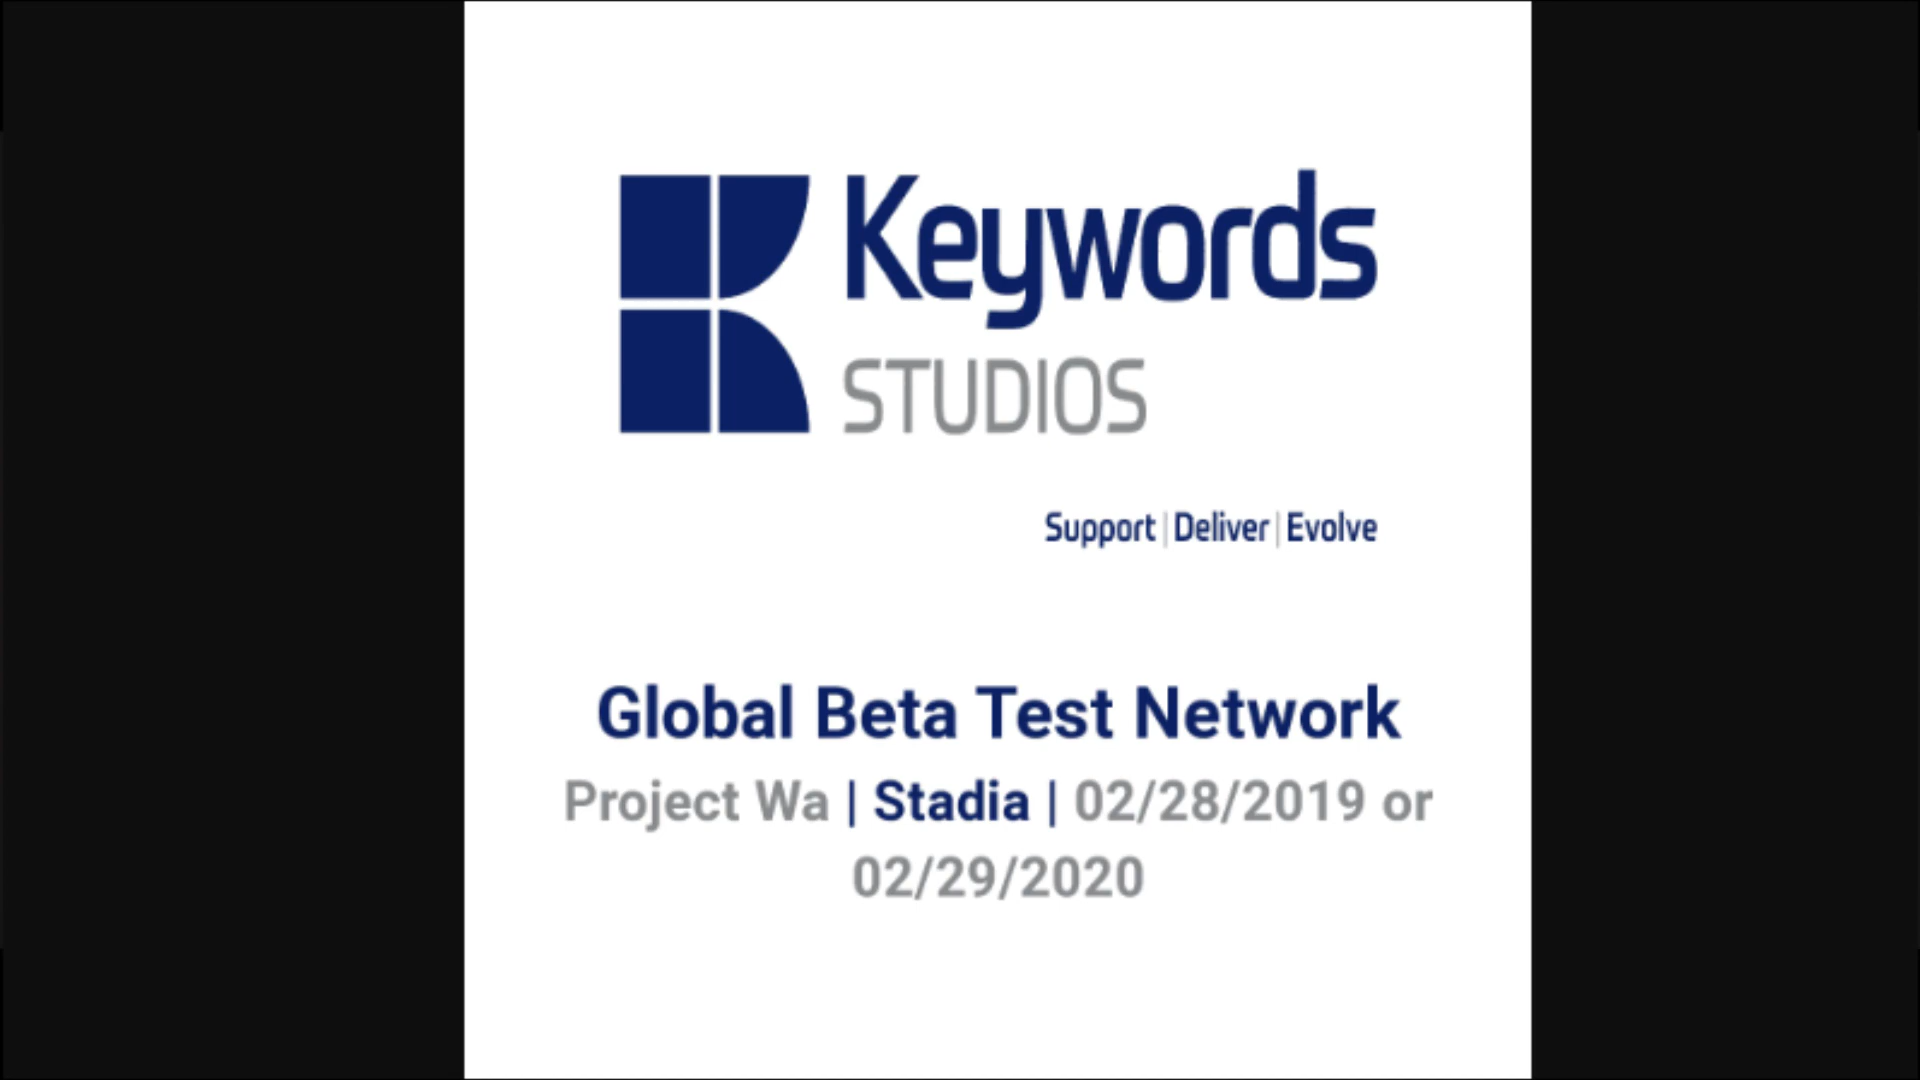 Keywords
STUDIOS
Support | Deliver | Evolve
Global Beta Test Network
Project Wa | Stadia | 02/28/2019 or
02/29/2020